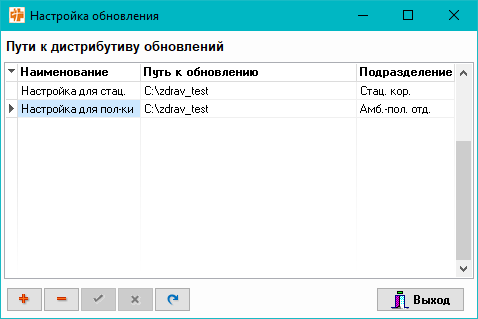 Настройка обновления
Пути к дистрибутиву обновлений
Наименование Путь к обновлению Подразделение
Настройка для стац. C:\zdrav_test Стац. кор.
Настройка для пол-ки C:\zdrav_test Амб.-пол. отд.
Выход